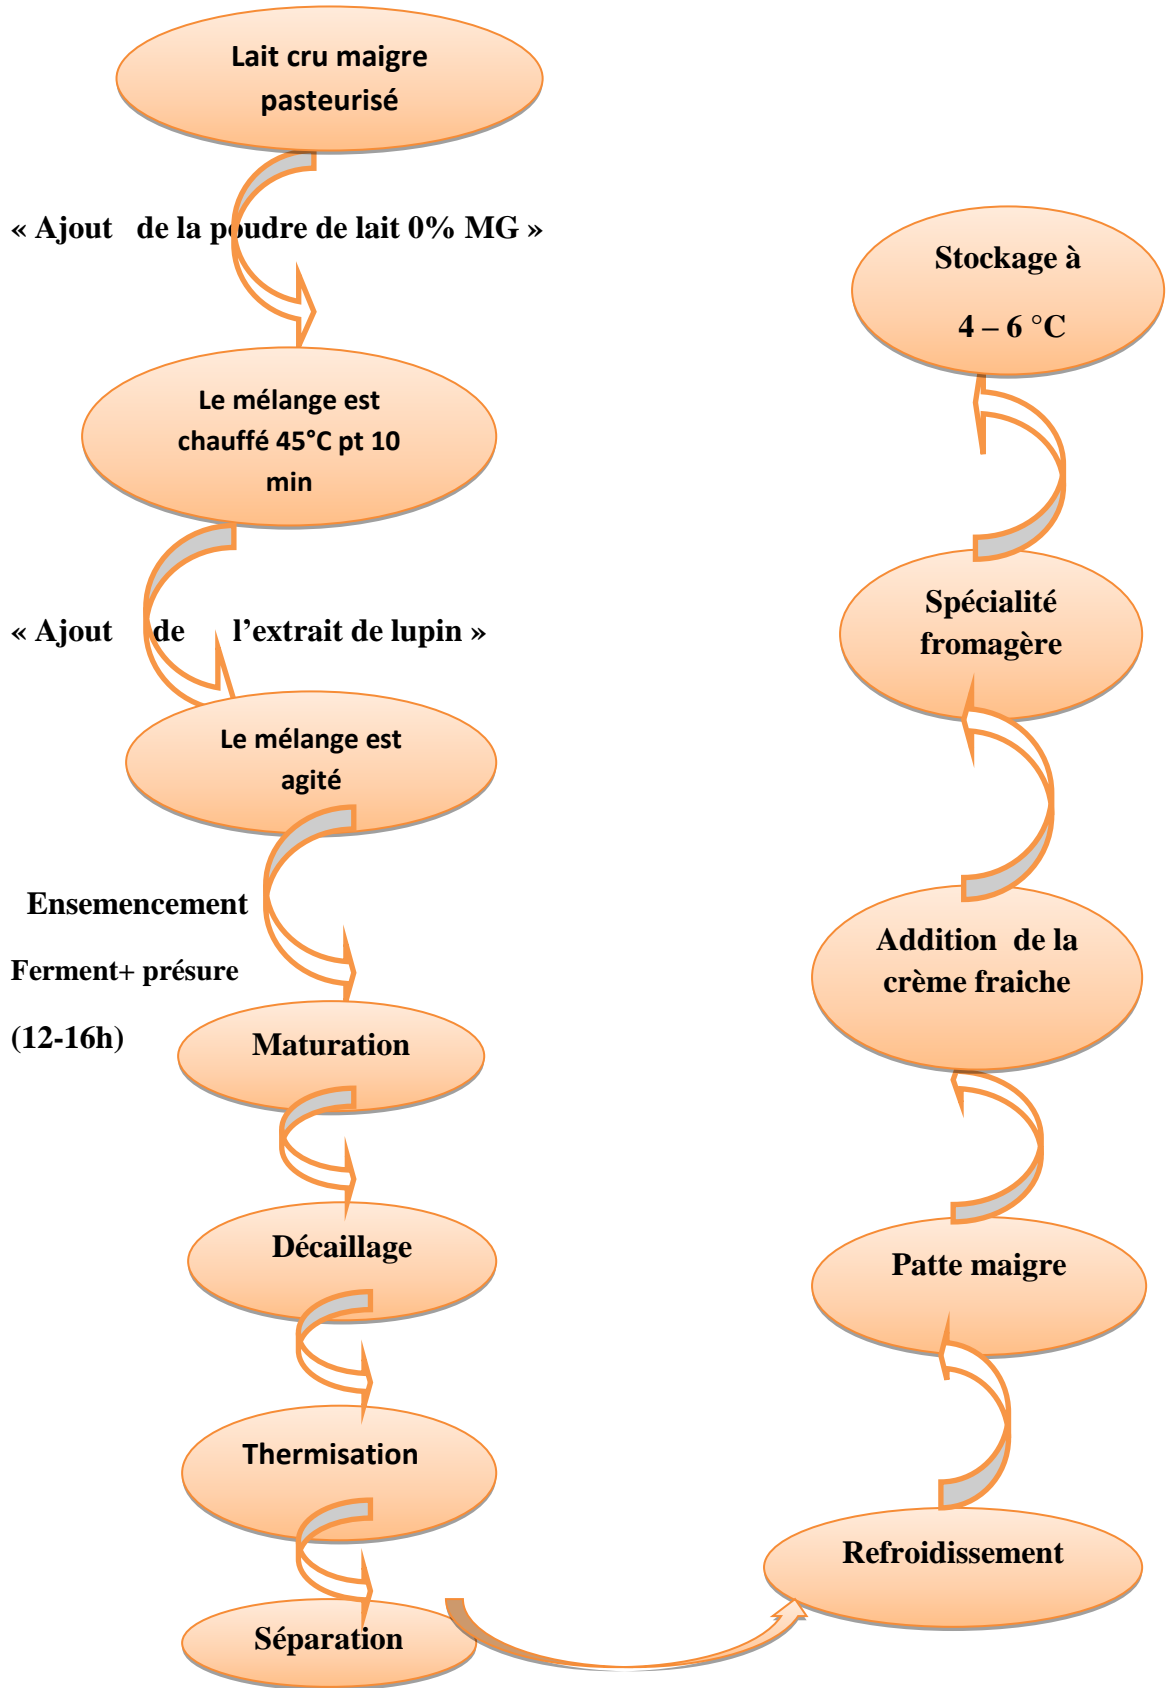 Lait cru maigre
pasteurisé
« Ajout de la poudre de lait 0% MG »
Le mélange est
chauffé 45°C pt 10
min
« Ajout de l’extrait de lupin »
Le mélange est
agité
Ensemencement
Ferment+ présure
(12-16h)
Maturation
Décaillage
Thermisation
Séparation
Refroidissement
Patte maigre
Addition de la
crème fraiche
Spécialité
fromagère
Stockage à
4 – 6 °C